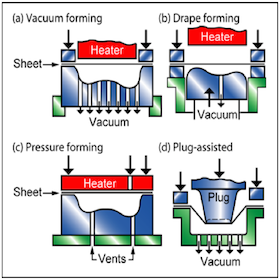 (a) Vacuum forming
Heater
Sheet
Vacuum
(b) Drape forming
Heater
Vacuum
(c) Pressure forming
Heater
Sheet
Vents
(d) Plug-assisted
Plug
Vacuum